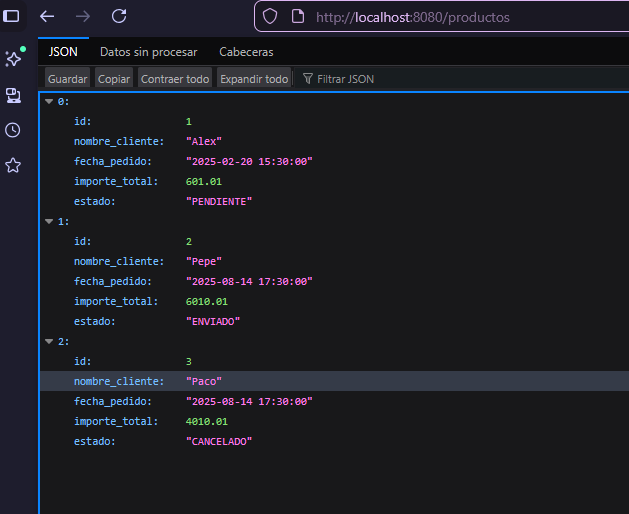 http://localhost:8080/productos
JSON Datos sin procesar Cabeceras
Guardar Copiar Contraer todo Expandir todo Filtrar JSON
0:
id: 1
nombre_cliente: "Alex"
fecha_pedido: "2025-02-20 15:30:00"
importe_total: 601.01
estado: "PENDIENTE"
1:
id: 2
nombre_cliente: "Pepe"
fecha_pedido: "2025-08-14 17:30:00"
importe_total: 6010.01
estado: "ENVIADO"
2:
id: 3
nombre_cliente: "Paco"
fecha_pedido: "2025-08-14 17:30:00"
importe_total: 4010.01
estado: "CANCELADO"